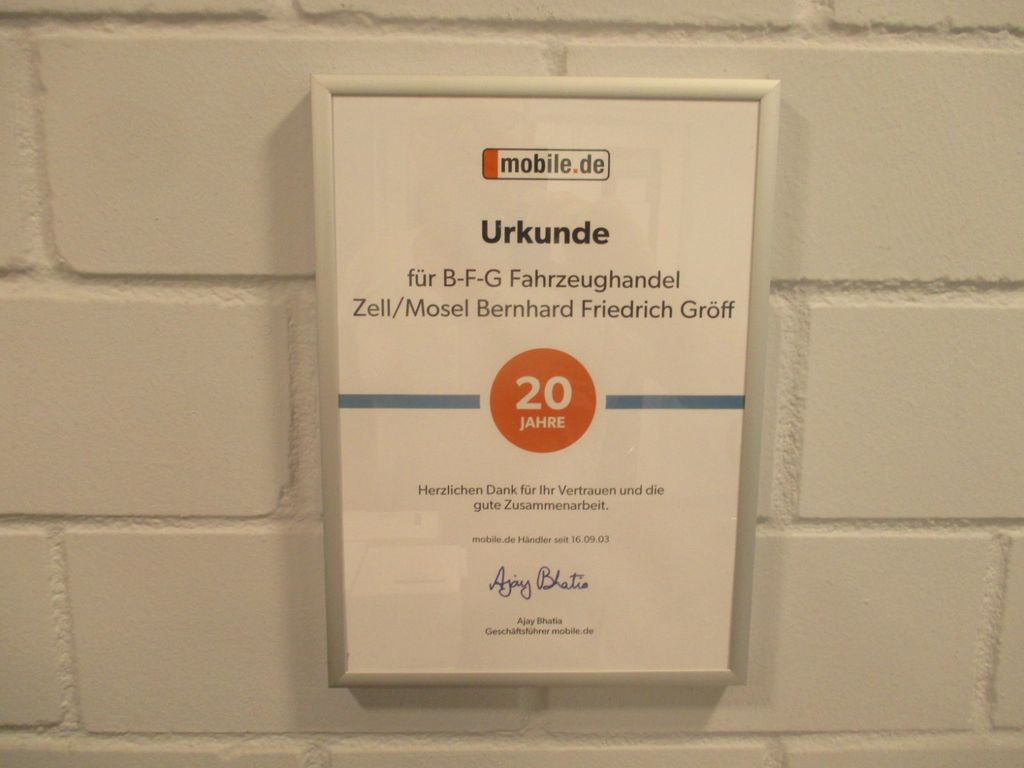 mobile.de
Urkunde
für B-F-G Fahrzeughandel
Zell/Mosel Bernhard Friedrich Gröff
20
JAHRE
Herzlichen Dank für Ihr Vertrauen und die
gute Zusammenarbeit.
mobile.de Händler seit 16.09.03
Ajay Bhatia
Ajay Bhatia
Geschäftsführer mobile.de